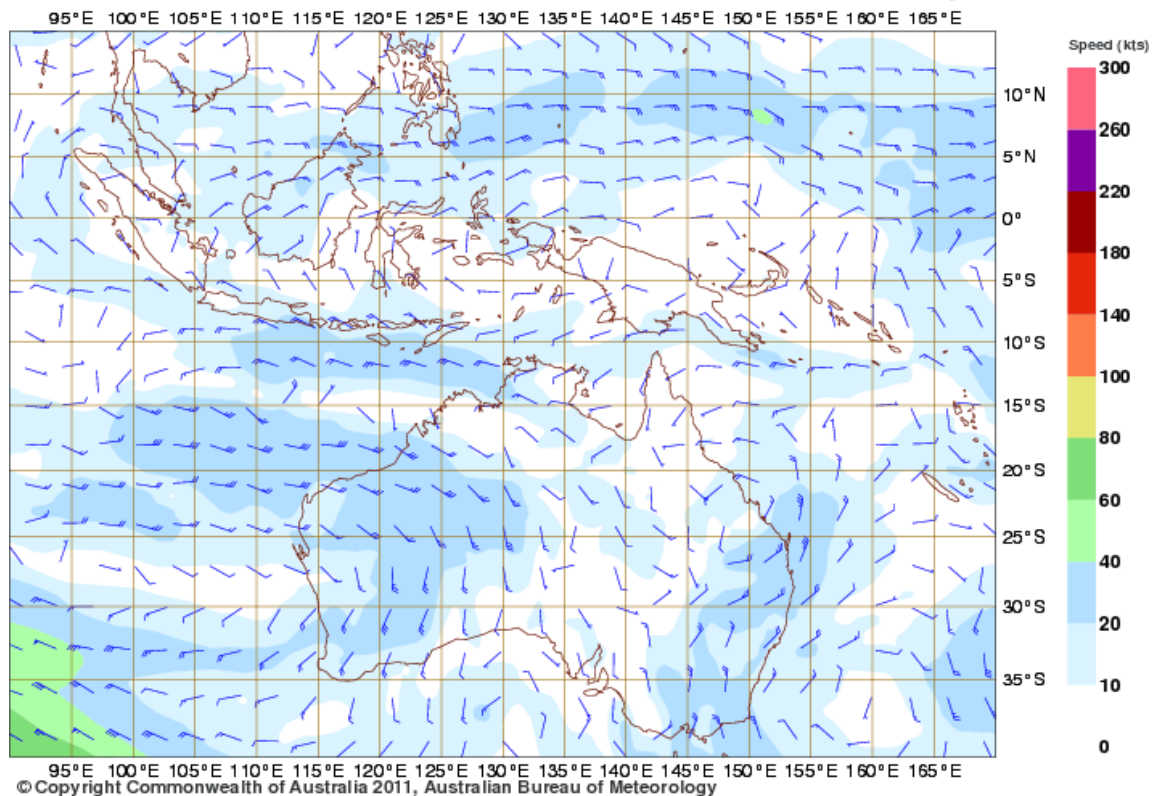 95°E 100°E 105°E 110°E 115°E 120°E 125°E 130°E 135°E 140°E 145°E 150°E 155°E 160°E 165°E
Speed (kts)
300
10°N
260
5°N
220
0°
180
5°S
140
10°S
100
15°S
80
20°S
60
25°S
40
30°S
20
35°S
10
0
95°E 100°E 105°E 110°E 115°E 120°E 125°E 130°E 135°E 140°E 145°E 150°E 155°E 160°E 165°E
© Copyright Commonwealth of Australia 2011, Australian Bureau of Meteorology